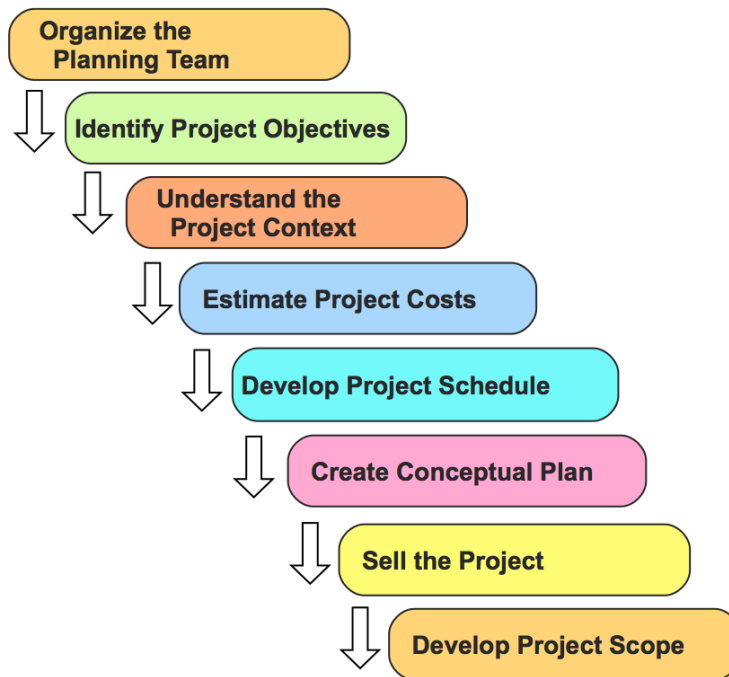 Organize the
Planning Team
Identify Project Objectives
Understand the
Project Context
Estimate Project Costs
Develop Project Schedule
Create Conceptual Plan
Sell the Project
Develop Project Scope